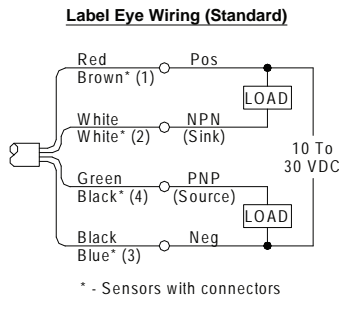 Label Eye Wiring (Standard)
Red Pos
Brown* (1)
LOAD
White NPN
White* (2) (Sink)
10 To
30 VDC
Green PNP
Black* (4) (Source)
LOAD
Black Neg
Blue* (3)
* - Sensors with connectors